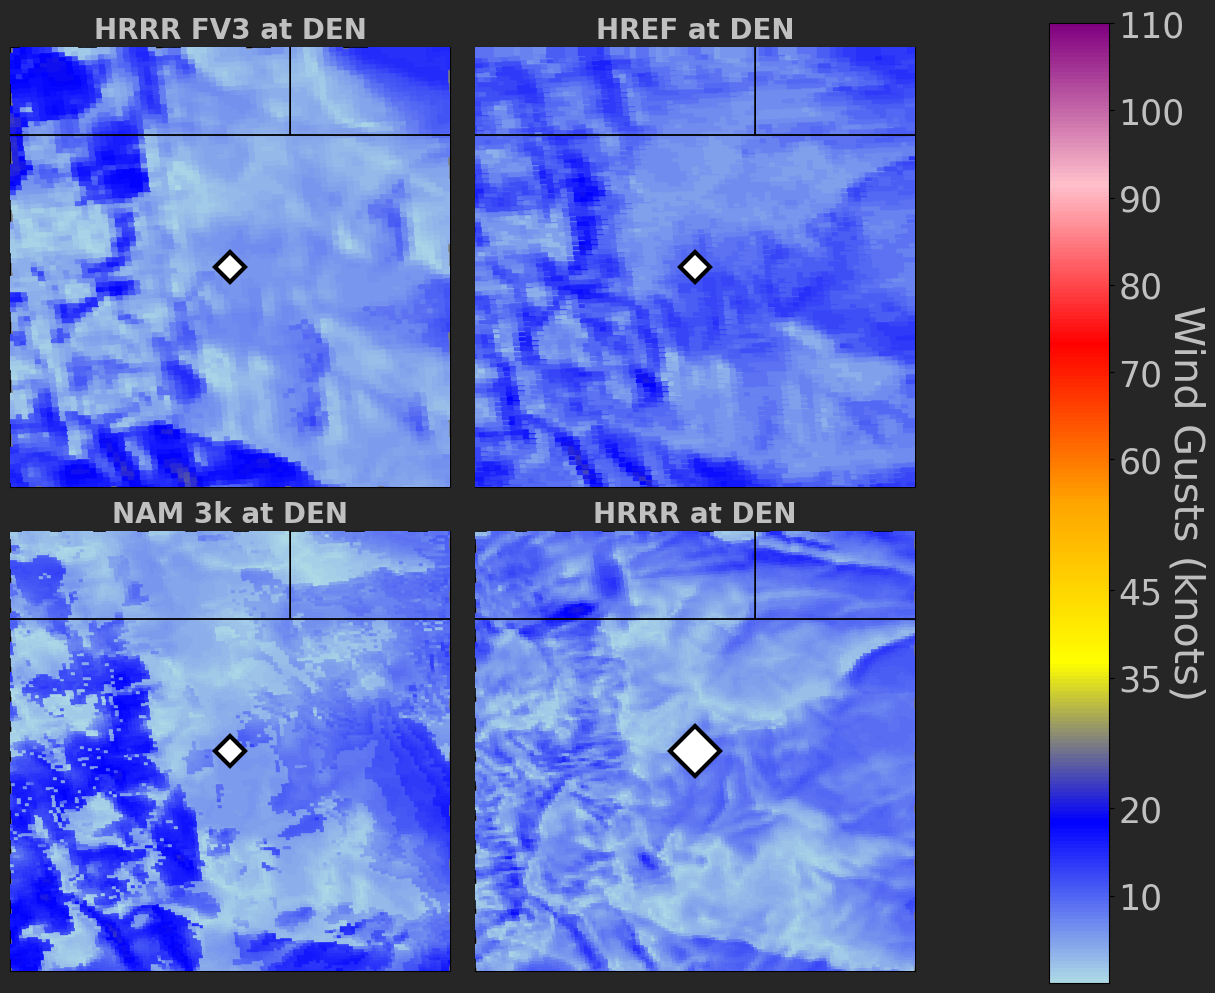 HRRR FV3 at DEN
HREF at DEN
NAM 3k at DEN
HRRR at DEN
110
100
90
80
70
60
45
35
20
10
Wind Gusts (knots)